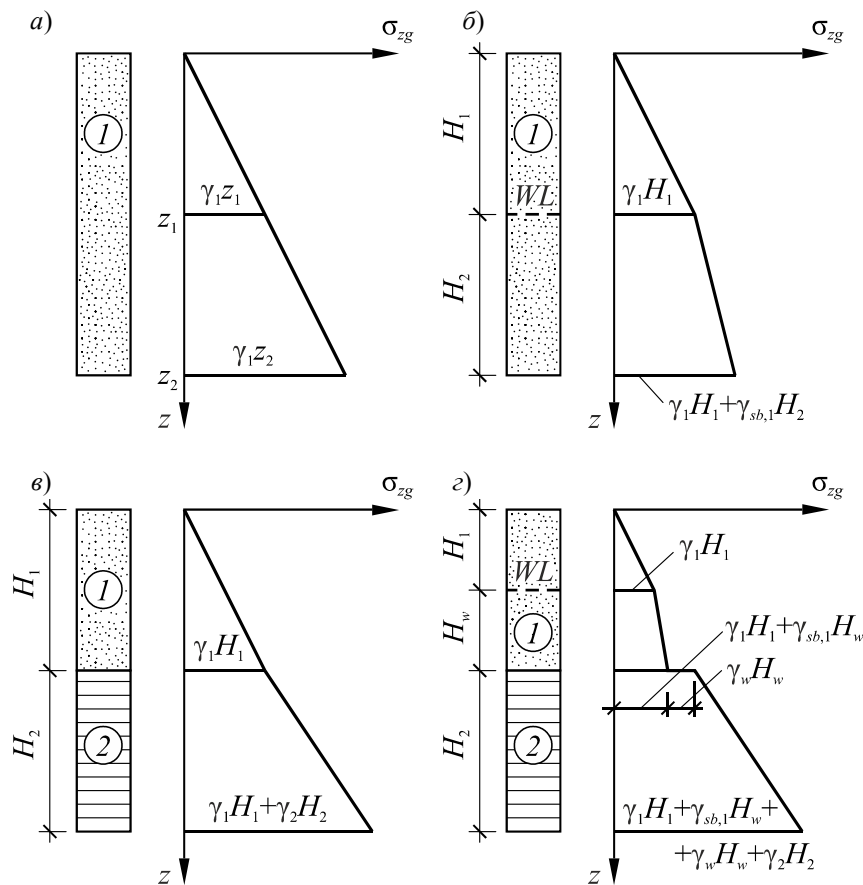 а)
σzg
1
γ₁z₁
z₁
γ₁z₂
z₂
z
б)
σzg
H₁
1
WL
γ₁H₁
H₂
γ₁H₁+γsb,1H₂
z
в)
σzg
H₁
1
γ₁H₁
H₂
2
γ₁H₁+γ₂H₂
z
г)
σzg
H₁
γ₁H₁
WL
Hw
1
γ₁H₁+γsb,1Hw
γwHw
H₂
2
γ₁H₁+γsb,1Hw+
+γwHw+γ₂H₂
z